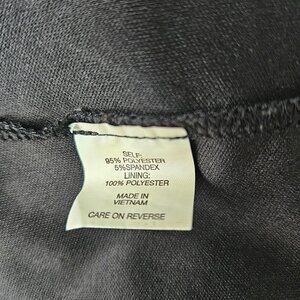 SELF:
95% POLYESTER
5%SPANDEX
LINING:
100% POLYESTER
MADE IN
VIETNAM
CARE ON REVERSE